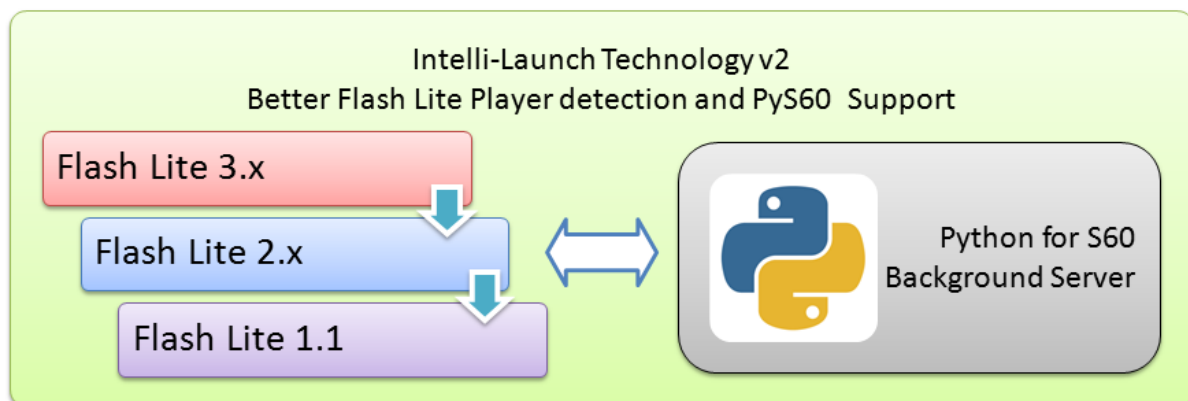 Intelli-Launch Technology v2
Better Flash Lite Player detection and PyS60 Support
Flash Lite 3.x
Flash Lite 2.x
Flash Lite 1.1
Python for S60
Background Server